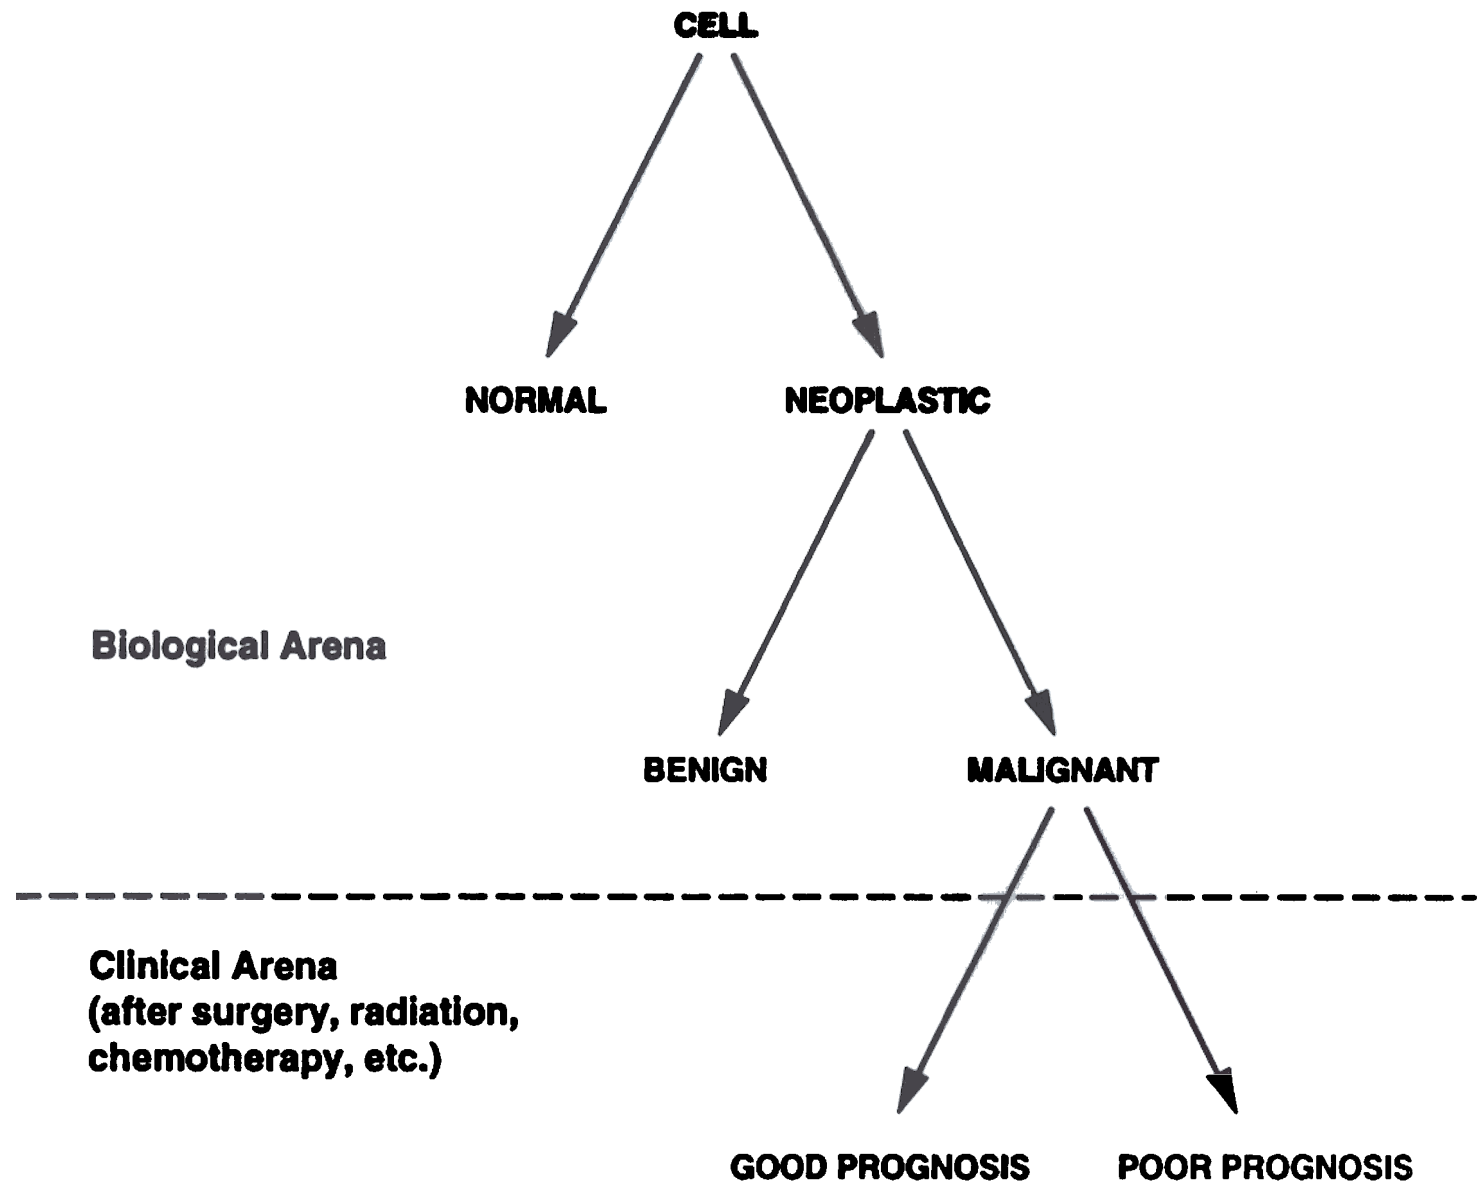 CELL
NORMAL
NEOPLASTIC
Biological Arena
BENIGN
MALIGNANT
Clinical Arena
(after surgery, radiation,
chemotherapy, etc.)
GOOD PROGNOSIS
POOR PROGNOSIS